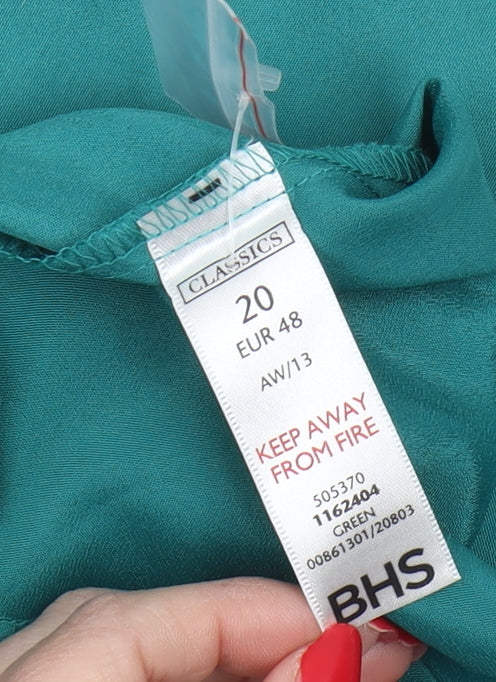 CLASSICS
20
EUR 48
AW/13
KEEP AWAY
FROM FIRE
505370
1162404
GREEN
00861301/20803
BHS